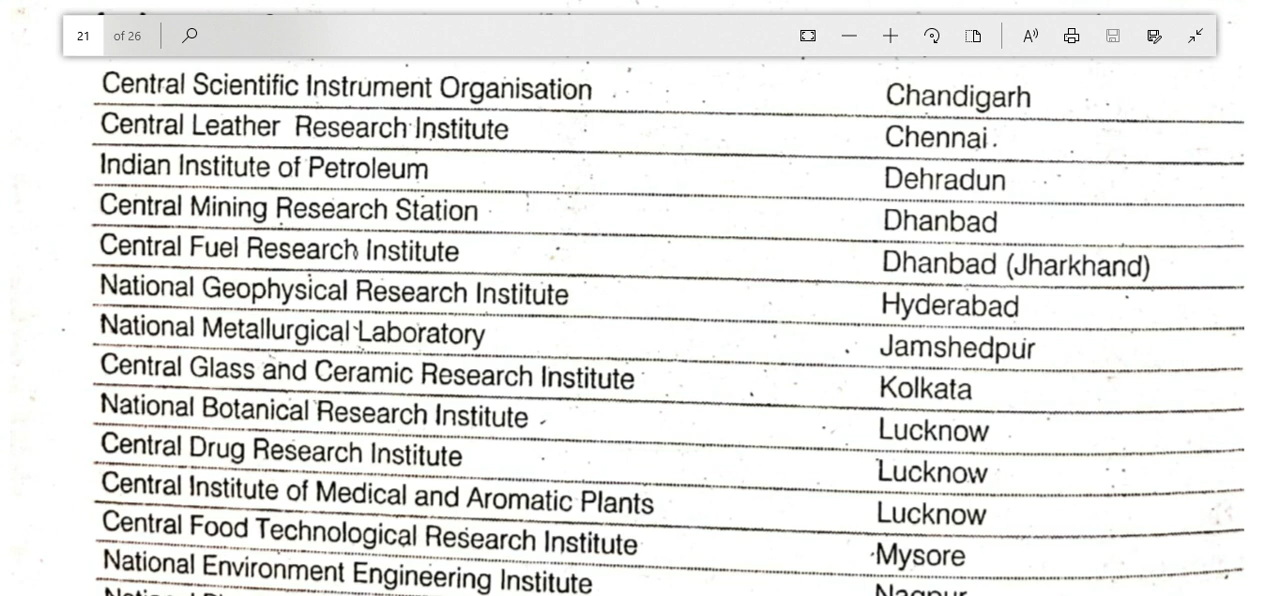 21 of 26
Central Scientific Instrument Organisation Chandigarh
Central Leather Research Institute Chennai
Indian Institute of Petroleum Dehradun
Central Mining Research Station Dhanbad
Central Fuel Research Institute Dhanbad (Jharkhand)
National Geophysical Research Institute Hyderabad
National Metallurgical Laboratory Jamshedpur
Central Glass and Ceramic Research Institute Kolkata
National Botanical Research Institute Lucknow
Central Drug Research Institute Lucknow
Central Institute of Medical and Aromatic Plants Lucknow
Central Food Technological Research Institute Mysore
National Environment Engineering Institute Nagpur